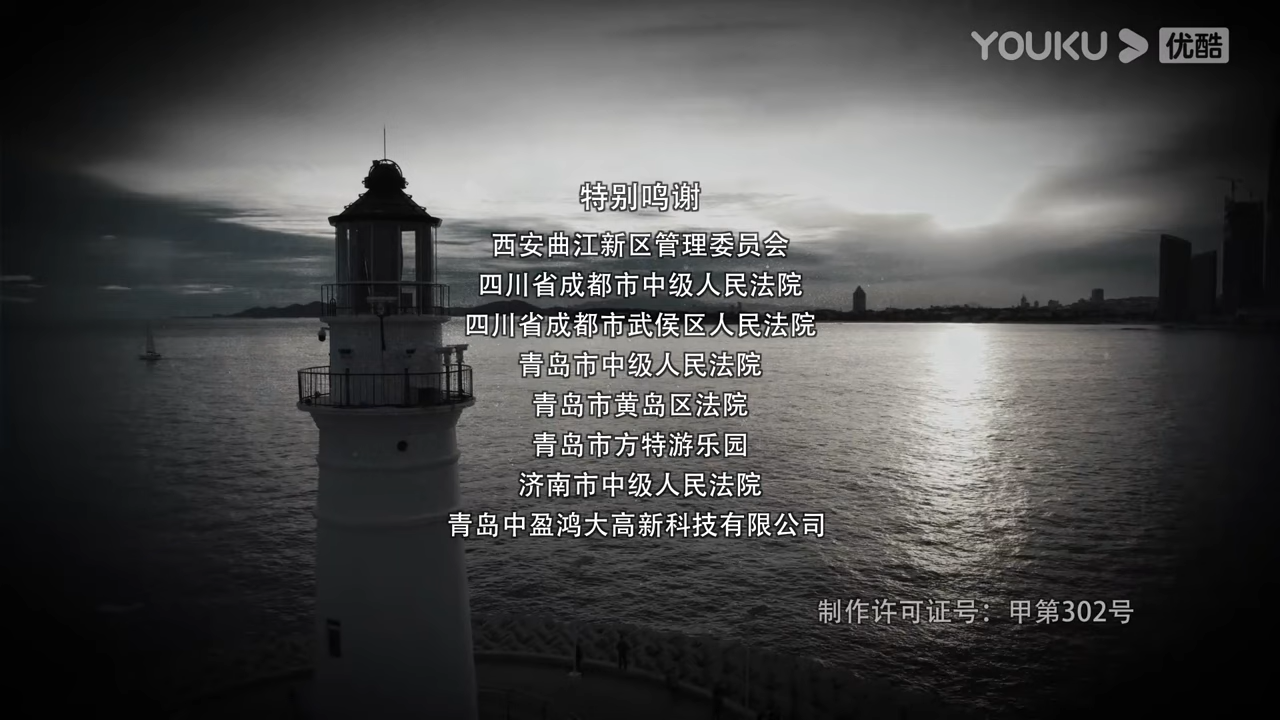 YOUKU 优酷
特别鸣谢
西安曲江新区管理委员会
四川省成都市中级人民法院
四川省成都市武侯区人民法院
青岛市中级人民法院
青岛市黄岛区法院
青岛市方特游乐园
济南市中级人民法院
青岛中盈鸿大高新科技有限公司
制作许可证号：甲第302号